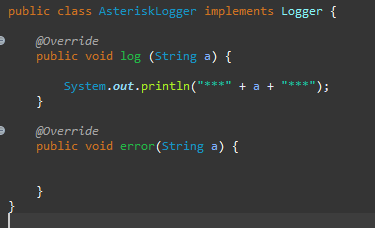 public class AsteriskLogger implements Logger {
@Override
public void log (String a) {
System.out.println("***" + a + "***");
}
@Override
public void error(String a) {
}
}